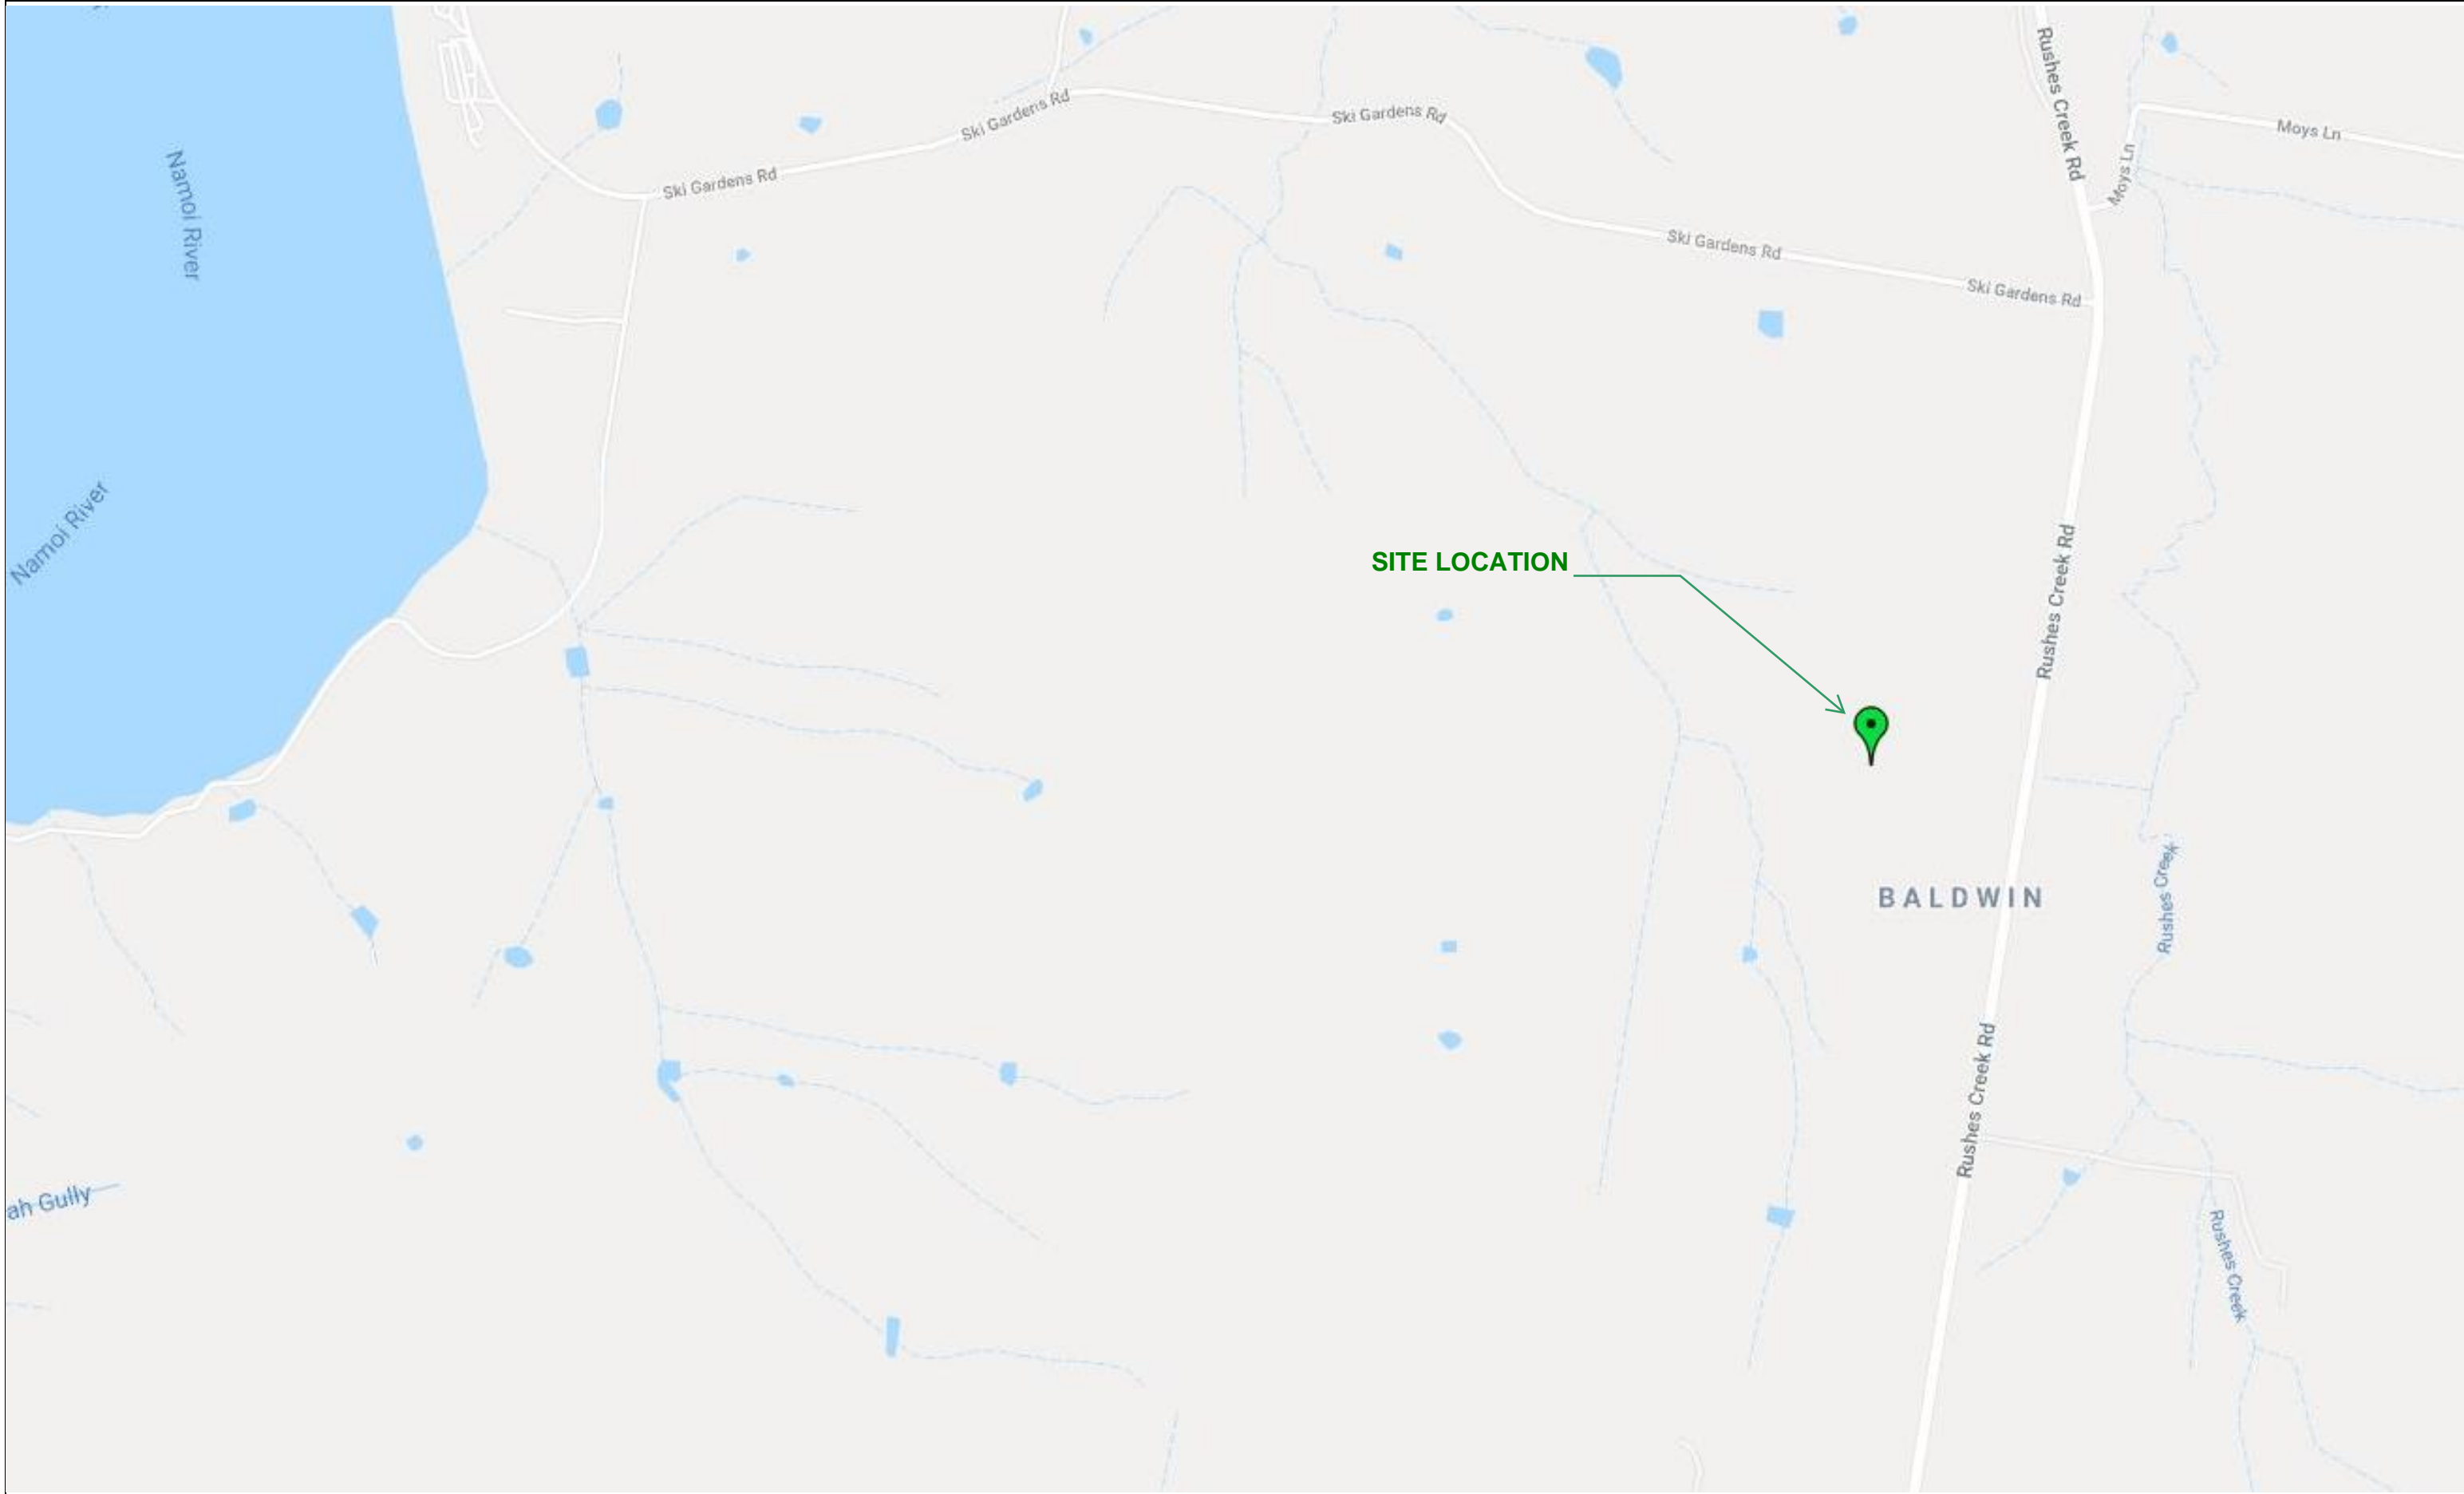 Rushes Creek Rd
Ski Gardens Rd
Ski Gardens Rd
Moys Ln
Moys Ln
Namoi River
Ski Gardens Rd
Ski Gardens Rd
Ski Gardens Rd
Namoi River
SITE LOCATION
Rushes Creek Rd
BALDWIN
Rushes Creek
Rushes Creek Rd
ah Gully
Rushes Creek